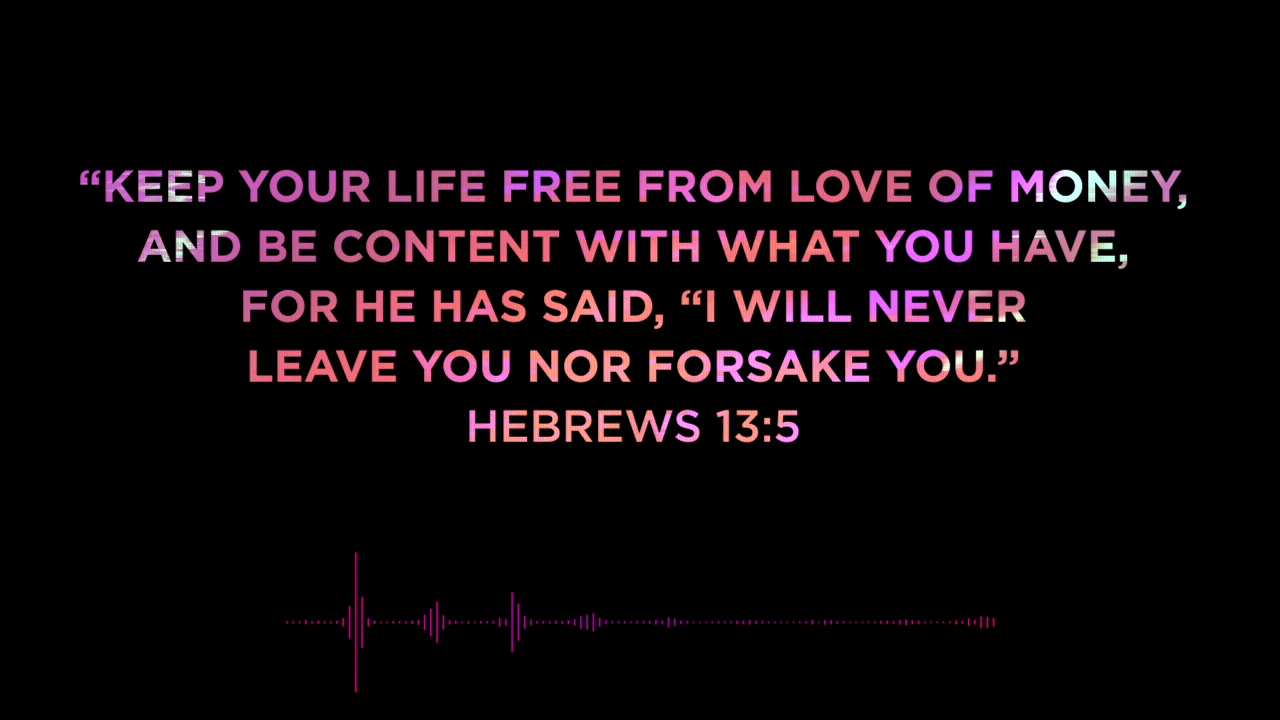 “KEEP YOUR LIFE FREE FROM LOVE OF MONEY,
AND BE CONTENT WITH WHAT YOU HAVE,
FOR HE HAS SAID, “I WILL NEVER
LEAVE YOU NOR FORSAKE YOU.”
HEBREWS 13:5